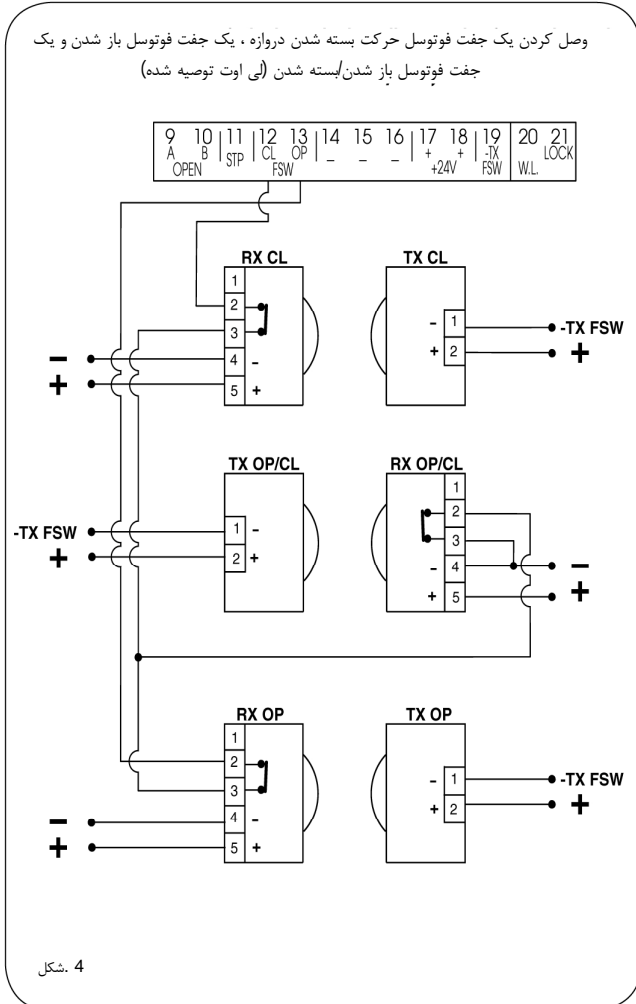 وصل کردن یک جفت فوتوسل حرکت بسته شدن دروازه ، یک جفت فوتوسل باز شدن و یک
جفت فوتوسل باز شدن/بسته شدن (لی اوت توصیه شده)
9 10 11 12 13 14 15 16 17 18 19 20 21
A B STP CL OP - - - + + -TX LOCK
OPEN FSW +24V FSW W.L.
RX CL TX CL
1
2
3
4 -
5 +
- 1
+ 2
-TX FSW
+
-
+
TX OP/CL RX OP/CL
-TX FSW
+
1 -
2 +
1
2
3
- 4
+ 5
-
+
RX OP TX OP
1
2
3
4 -
5 +
- 1
+ 2
-TX FSW
+
-
+
4 .شکل